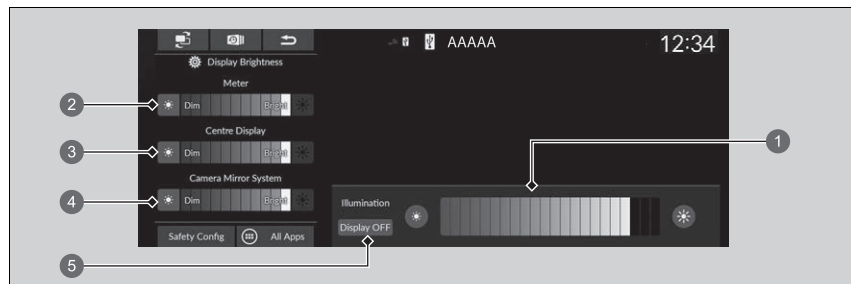 AAAAA
12:34
Display Brightness
Meter
2
Dim
Bright
Centre Display
3
Dim
Bright
1
Camera Mirror System
4
Dim
Bright
Illumination
Display OFF
Safety Config
All Apps
5